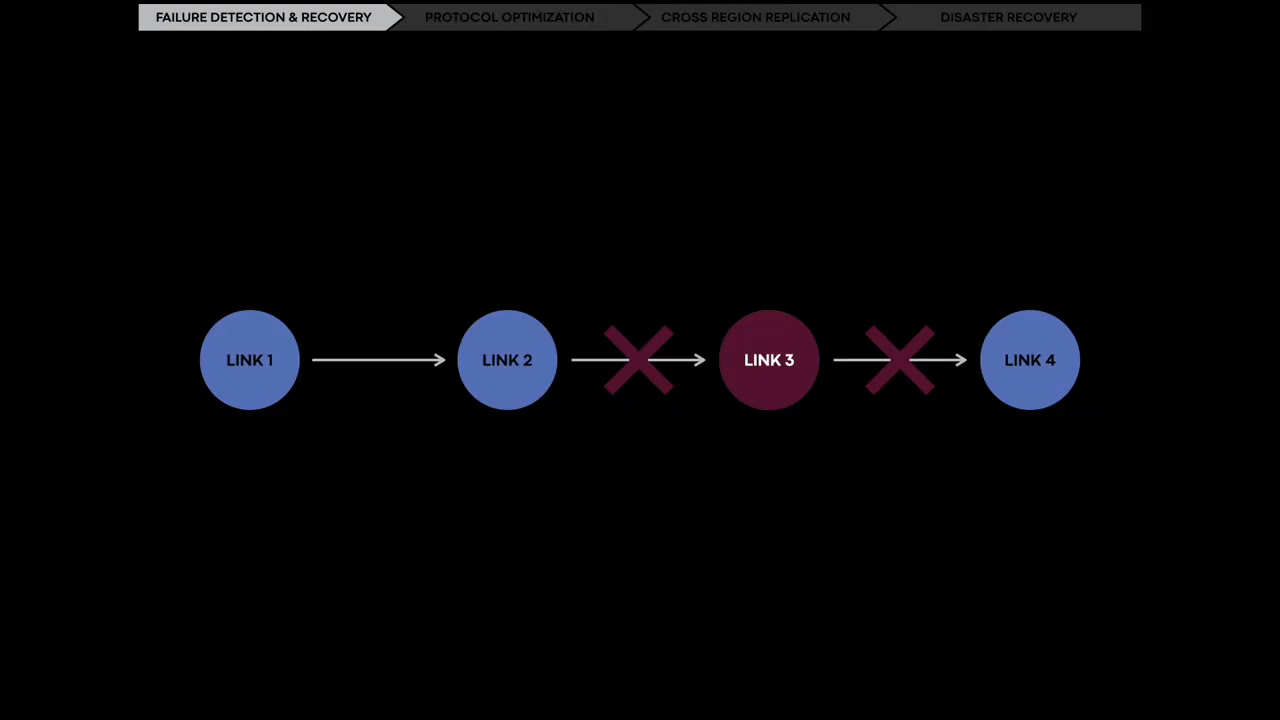 FAILURE DETECTION & RECOVERY
PROTOCOL OPTIMIZATION
CROSS REGION REPLICATION
DISASTER RECOVERY
LINK 1
LINK 2
LINK 3
LINK 4